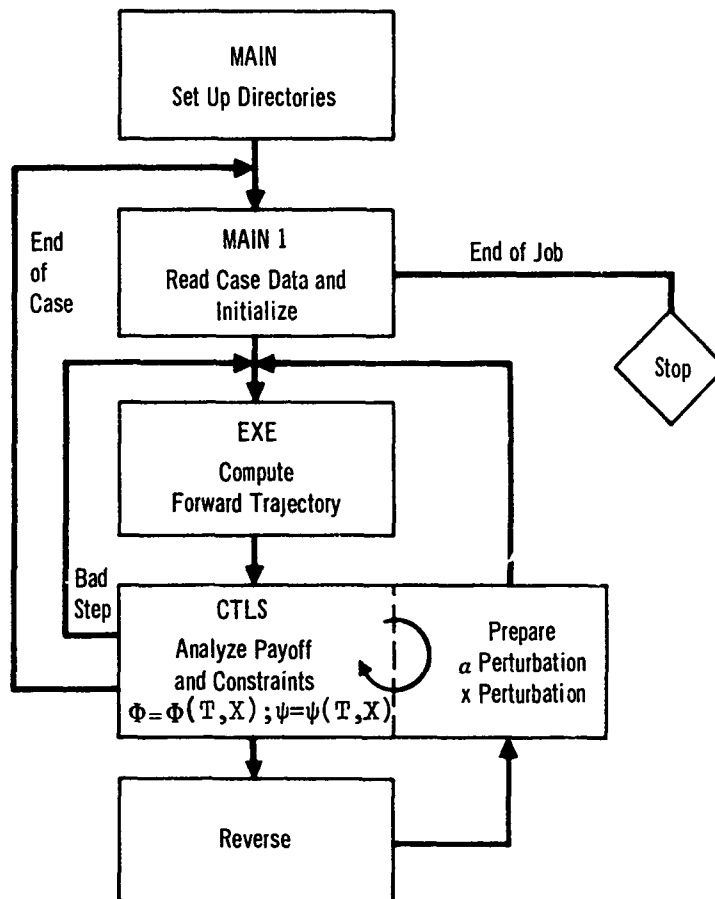 MAIN
Set Up Directories
End
of
Case
MAIN 1
Read Case Data and
Initialize
End of Job
Stop
EXE
Compute
Forward Trajectory
Bad
Step
CTLS
Analyze Payoff
and Constraints
Φ=Φ(T,X);ψ=ψ(T,X)
Prepare
α Perturbation
x Perturbation
Reverse